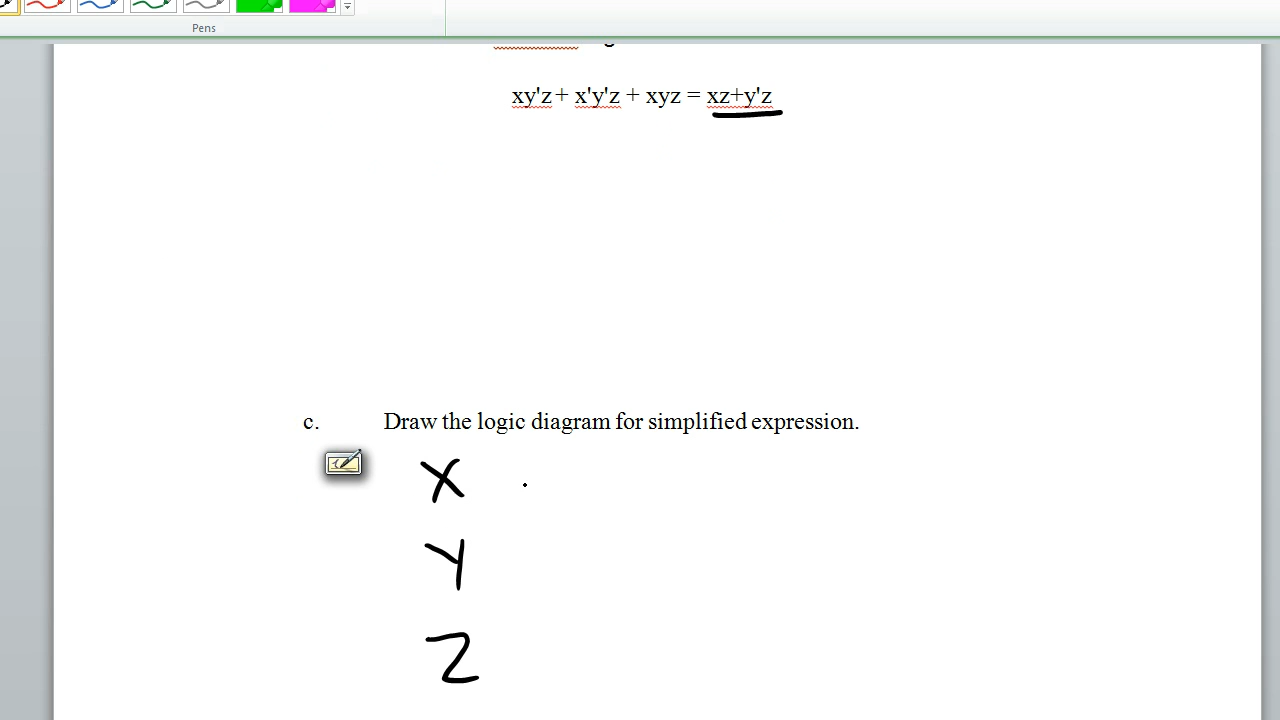 Pens
xy'z + x'y'z + xyz = xz+y'z
c. Draw the logic diagram for simplified expression.
X
Y
Z